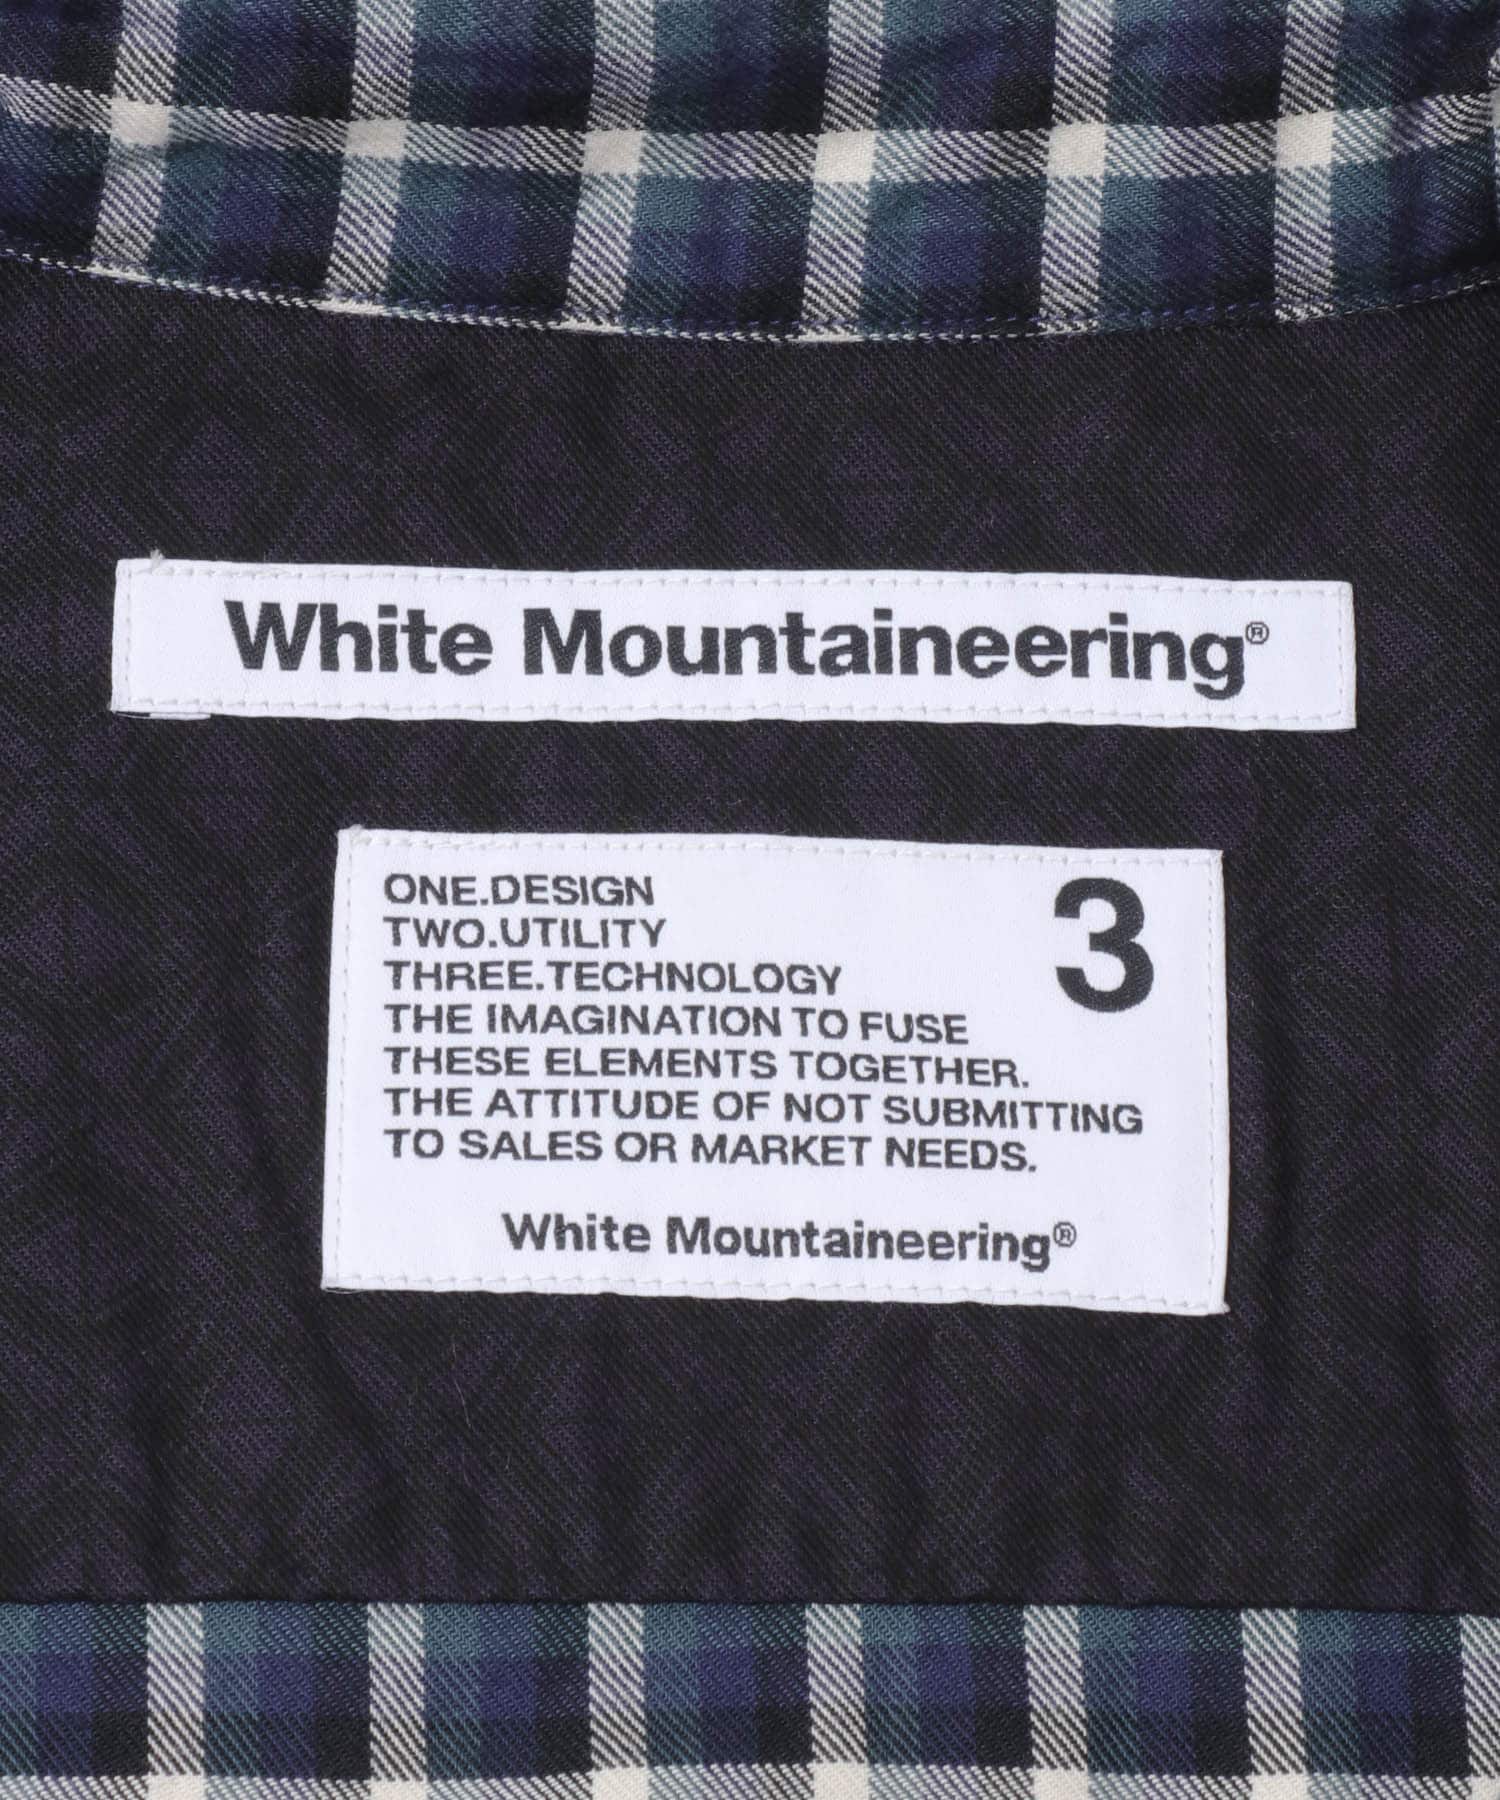 White Mountaineering®
ONE.DESIGN
3
TWO.UTILITY
THREE.TECHNOLOGY
THE IMAGINATION TO FUSE
THESE ELEMENTS TOGETHER.
THE ATTITUDE OF NOT SUBMITTING
TO SALES OR MARKET NEEDS.
White Mountaineering®